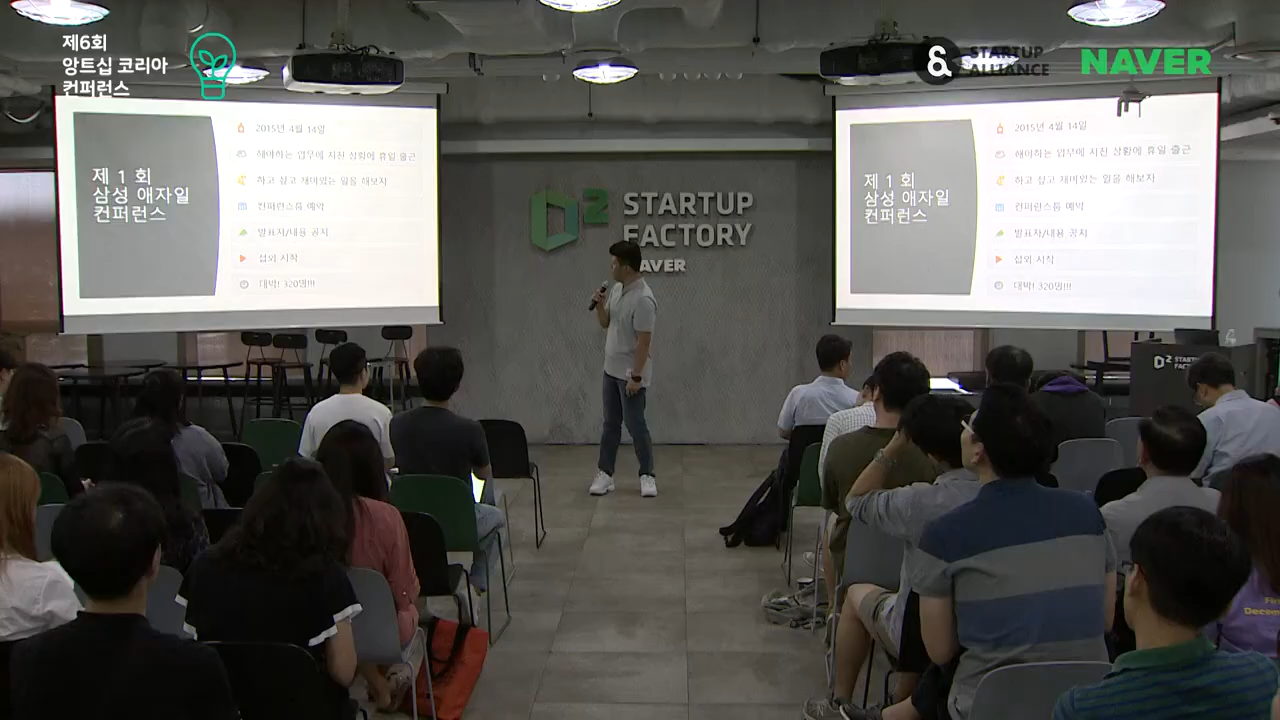 제6회
앙트십 코리아
컨퍼런스
&
STARTUP
ALLIANCE
NAVER
제 1 회
삼성 애자일
컨퍼런스
2015년 4월 14일
해야하는 업무에 지친 상황에 휴일 출근
하고 싶고 재미있는 일을 해보자
컨퍼런스룸 예약
발표자/내용 공지
섭외 시작
대박! 320명!!!
D2 STARTUP
FACTORY
NAVER
제 1 회
삼성 애자일
컨퍼런스
2015년 4월 14일
해야하는 업무에 지친 상황에 휴일 출근
하고 싶고 재미있는 일을 해보자
컨퍼런스룸 예약
발표자/내용 공지
섭외 시작
대박! 320명!!!
D2